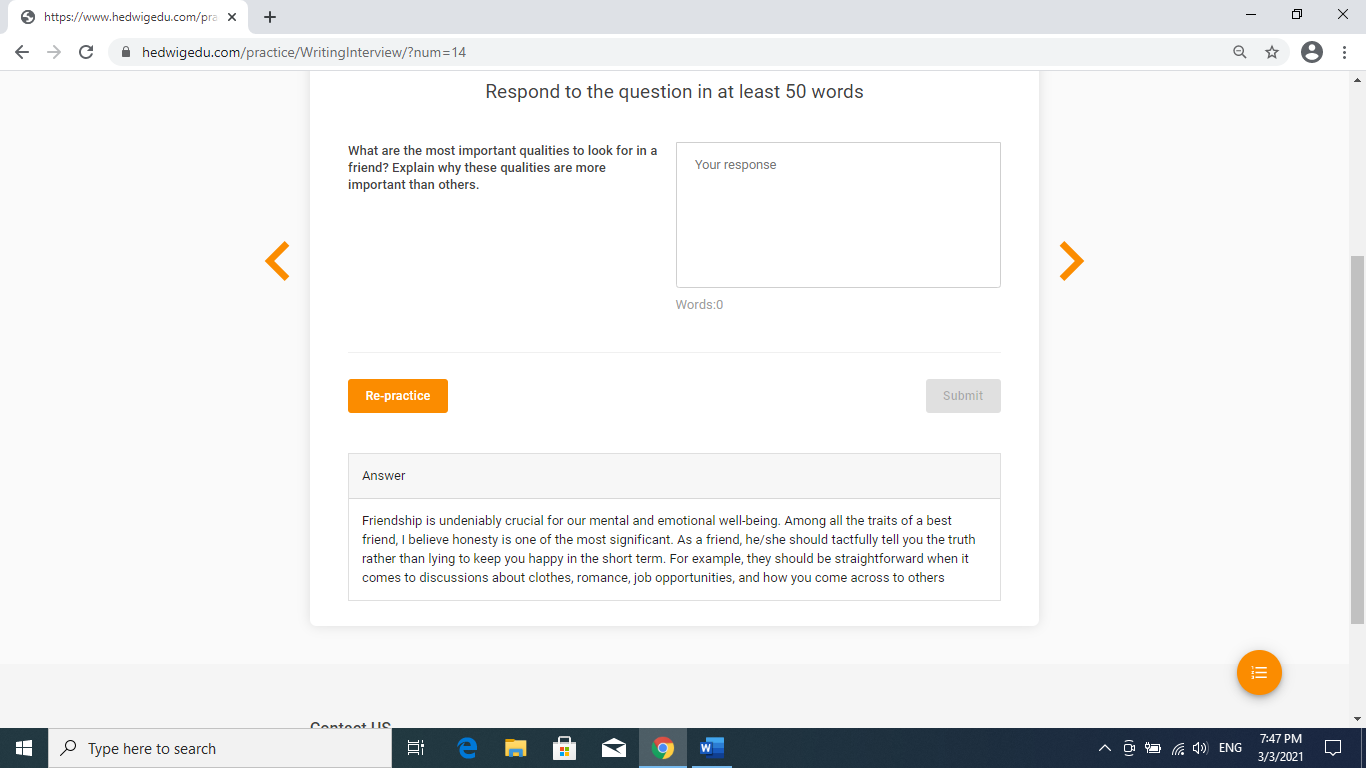 https://www.hedwigedu.com/pra
hedwigedu.com/practice/WritingInterview/?num=14
Respond to the question in at least 50 words
What are the most important qualities to look for in a
friend? Explain why these qualities are more
important than others.
Your response
Words:0
Re-practice
Submit
Answer
Friendship is undeniably crucial for our mental and emotional well-being. Among all the traits of a best
friend, I believe honesty is one of the most significant. As a friend, he/she should tactfully tell you the truth
rather than lying to keep you happy in the short term. For example, they should be straightforward when it
comes to discussions about clothes, romance, job opportunities, and how you come across to others
Contact US
Type here to search
ENG
7:47 PM
3/3/2021